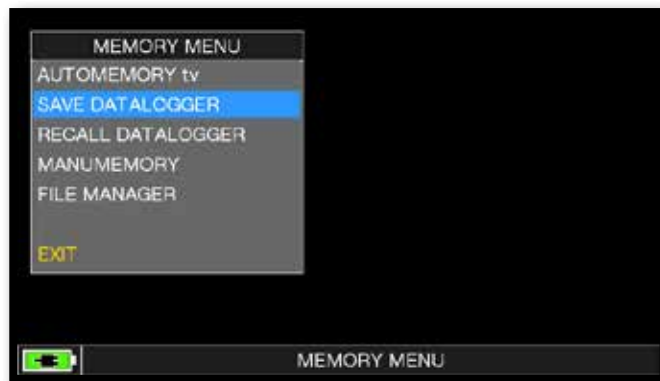 MEMORY MENU
AUTOMEMORY tv
SAVE DATALOGGER
RECALL DATALOGGER
MANUMEMORY
FILE MANAGER
EXIT
MEMORY MENU